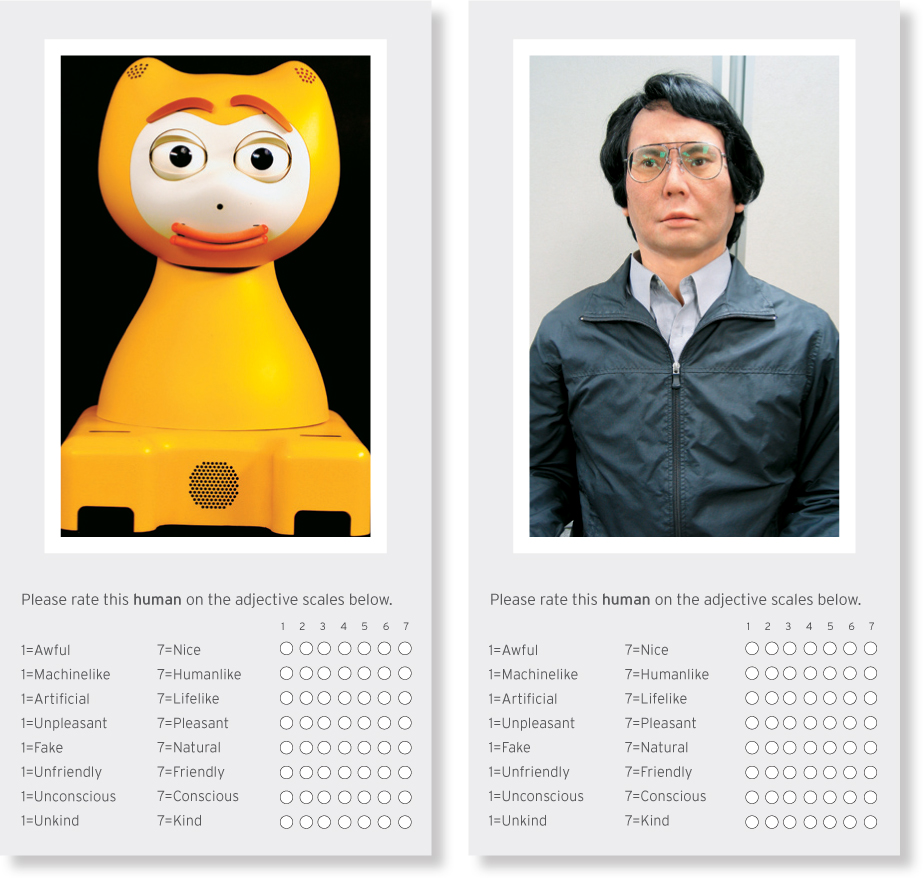 Please rate this human on the adjective scales below.
1 2 3 4 5 6 7
1=Awful 7=Nice
1=Machinelike 7=Humanlike
1=Artificial 7=Lifelike
1=Unpleasant 7=Pleasant
1=Fake 7=Natural
1=Unfriendly 7=Friendly
1=Unconscious 7=Conscious
1=Unkind 7=Kind
Please rate this human on the adjective scales below.
1 2 3 4 5 6 7
1=Awful 7=Nice
1=Machinelike 7=Humanlike
1=Artificial 7=Lifelike
1=Unpleasant 7=Pleasant
1=Fake 7=Natural
1=Unfriendly 7=Friendly
1=Unconscious 7=Conscious
1=Unkind 7=Kind